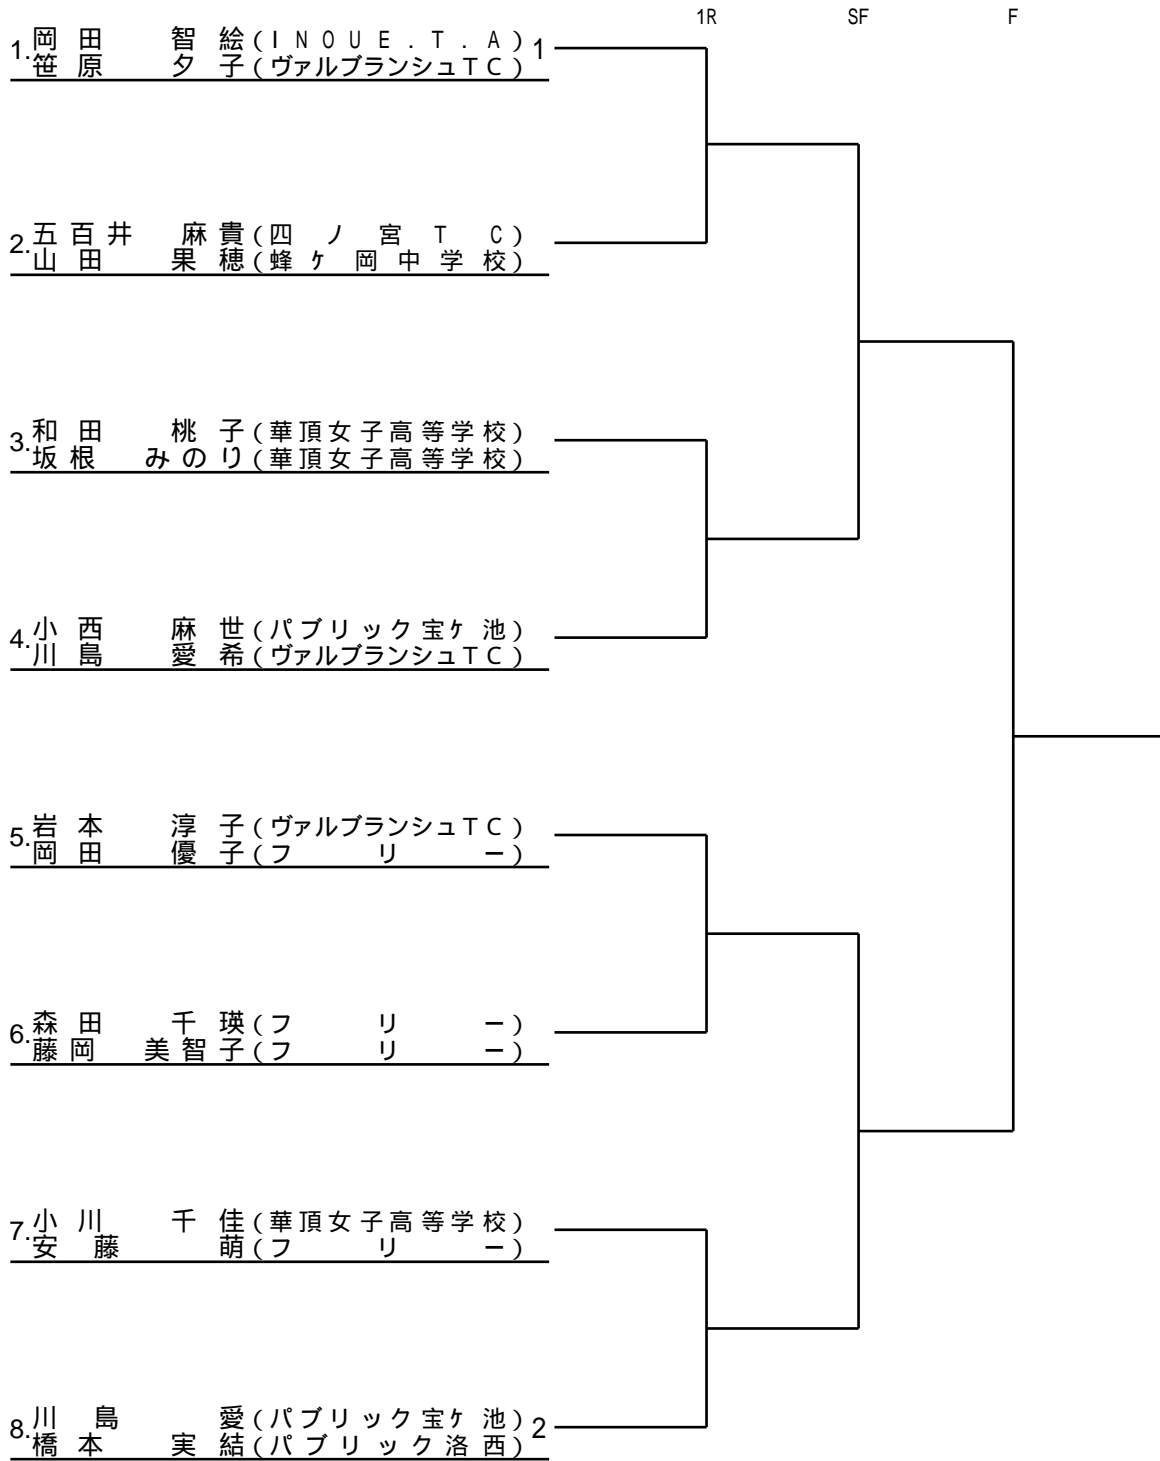 1R SF F
1. 岡田 智絵 (INOUE.T.A) 1
笹原 夕子 (ヴァルブランシュTC)
2. 五百井 麻貴 (四ノ宮TC)
山田 果穂 (蜂ケ岡中学校)
3. 和田 桃子 (華頂女子高等学校)
坂根 みのり (華頂女子高等学校)
4. 小西 麻世 (パブリック宝ケ池)
川島 愛希 (ヴァルブランシュTC)
5. 岩本 淳子 (ヴァルブランシュTC)
岡田 優子 (フリー)
6. 森田 千瑛 (フリー)
藤岡 美智子 (フリー)
7. 小川 千佳 (華頂女子高等学校)
安藤 萌 (フリー)
8. 川島 愛 (パブリック宝ケ池) 2
橋本 実結 (パブリック洛西)